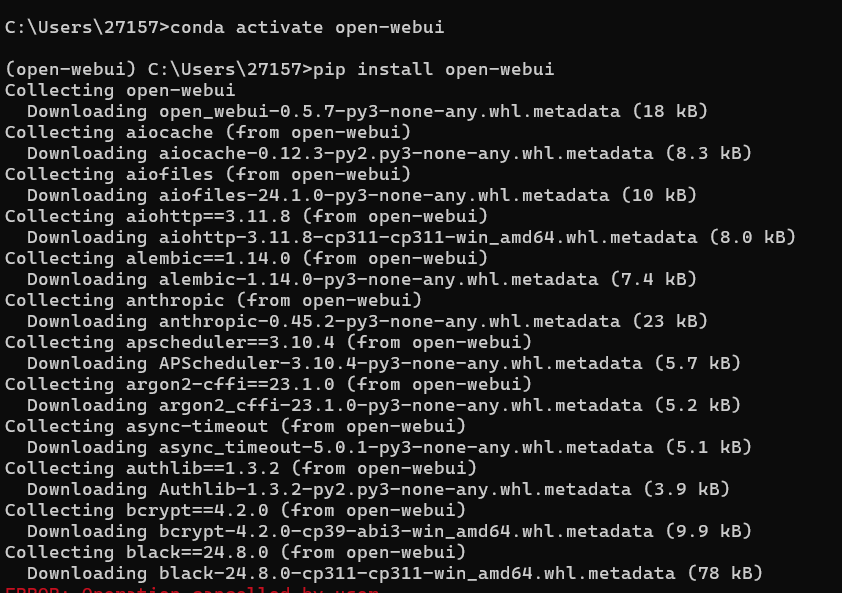 C:\Users\27157>conda activate open-webui
(open-webui) C:\Users\27157>pip install open-webui
Collecting open-webui
Downloading open_webui-0.5.7-py3-none-any.whl.metadata (18 kB)
Collecting aiocache (from open-webui)
Downloading aiocache-0.12.3-py2.py3-none-any.whl.metadata (8.3 kB)
Collecting aiofiles (from open-webui)
Downloading aiofiles-24.1.0-py3-none-any.whl.metadata (10 kB)
Collecting aiohttp==3.11.8 (from open-webui)
Downloading aiohttp-3.11.8-cp311-cp311-win_amd64.whl.metadata (8.0 kB)
Collecting alembic==1.14.0 (from open-webui)
Downloading alembic-1.14.0-py3-none-any.whl.metadata (7.4 kB)
Collecting anthropic (from open-webui)
Downloading anthropic-0.45.2-py3-none-any.whl.metadata (23 kB)
Collecting apscheduler==3.10.4 (from open-webui)
Downloading APScheduler-3.10.4-py3-none-any.whl.metadata (5.7 kB)
Collecting argon2-cffi==23.1.0 (from open-webui)
Downloading argon2_cffi-23.1.0-py3-none-any.whl.metadata (5.2 kB)
Collecting async-timeout (from open-webui)
Downloading async_timeout-5.0.1-py3-none-any.whl.metadata (5.1 kB)
Collecting authlib==1.3.2 (from open-webui)
Downloading Authlib-1.3.2-py2.py3-none-any.whl.metadata (3.9 kB)
Collecting bcrypt==4.2.0 (from open-webui)
Downloading bcrypt-4.2.0-cp39-abi3-win_amd64.whl.metadata (9.9 kB)
Collecting black==24.8.0 (from open-webui)
Downloading black-24.8.0-cp311-cp311-win_amd64.whl.metadata (78 kB)
ERROR: Operation cancelled by user